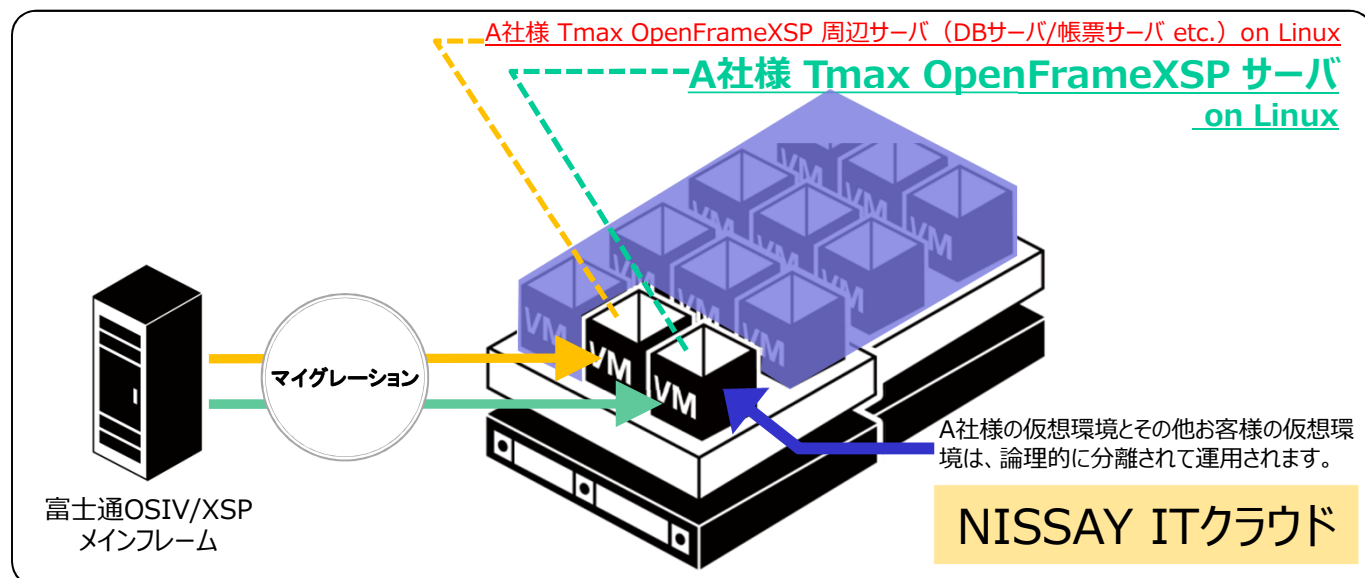 A社様 Tmax OpenFrameXSP 周辺サーバ（DBサーバ/帳票サーバ etc.）on Linux
A社様 Tmax OpenFrameXSP サーバ
on Linux
VM
VM
VM
VM
VM
VM
VM
VM
VM
VM
VM
VM
マイグレーション
A社様の仮想環境とその他お客様の仮想環
境は、論理的に分離されて運用されます。
富士通OSIV/XSP
メインフレーム
NISSAY ITクラウド